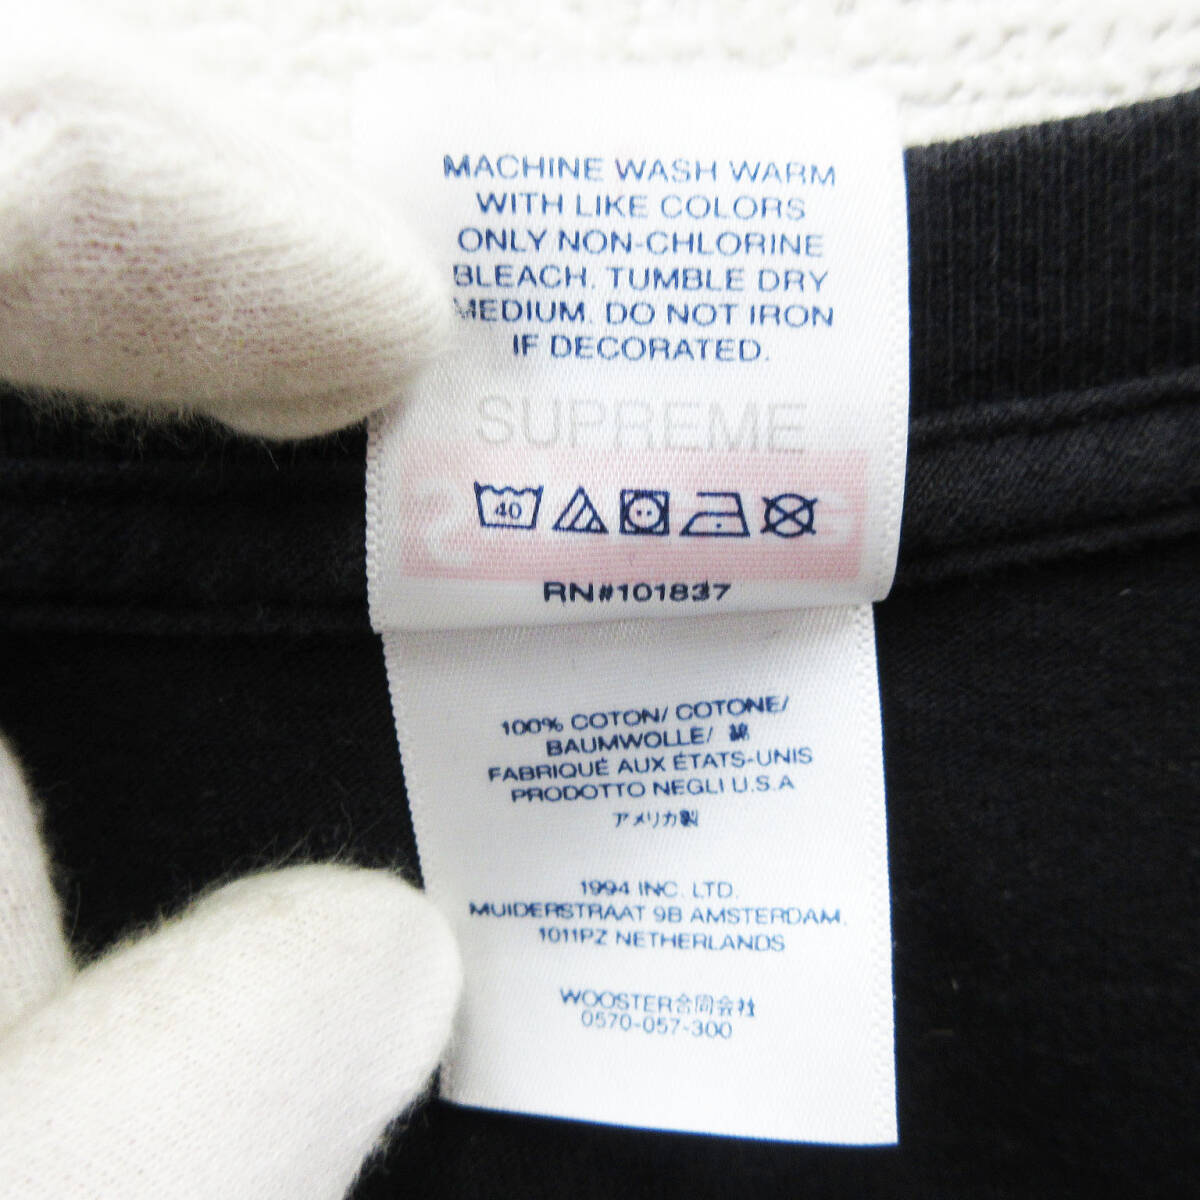 MACHINE WASH WARM
WITH LIKE COLORS
ONLY NON-CHLORINE
BLEACH. TUMBLE DRY
MEDIUM. DO NOT IRON
IF DECORATED.
SUPREME
40
RN#101837
100% COTON/ COTONE/
BAUMWOLLE/ 綿
FABRIQUÉ AUX ÉTATS-UNIS
PRODOTTO NEGLI U.S.A
アメリカ製
1994 INC. LTD.
MUIDERSTRAAT 9B AMSTERDAM,
1011PZ NETHERLANDS
WOOSTER合同会社
0570-057-300